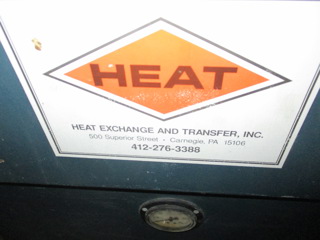 HEAT
HEAT EXCHANGE AND TRANSFER, INC.
500 Superior Street - Carnegie, PA 15106
412-276-3388